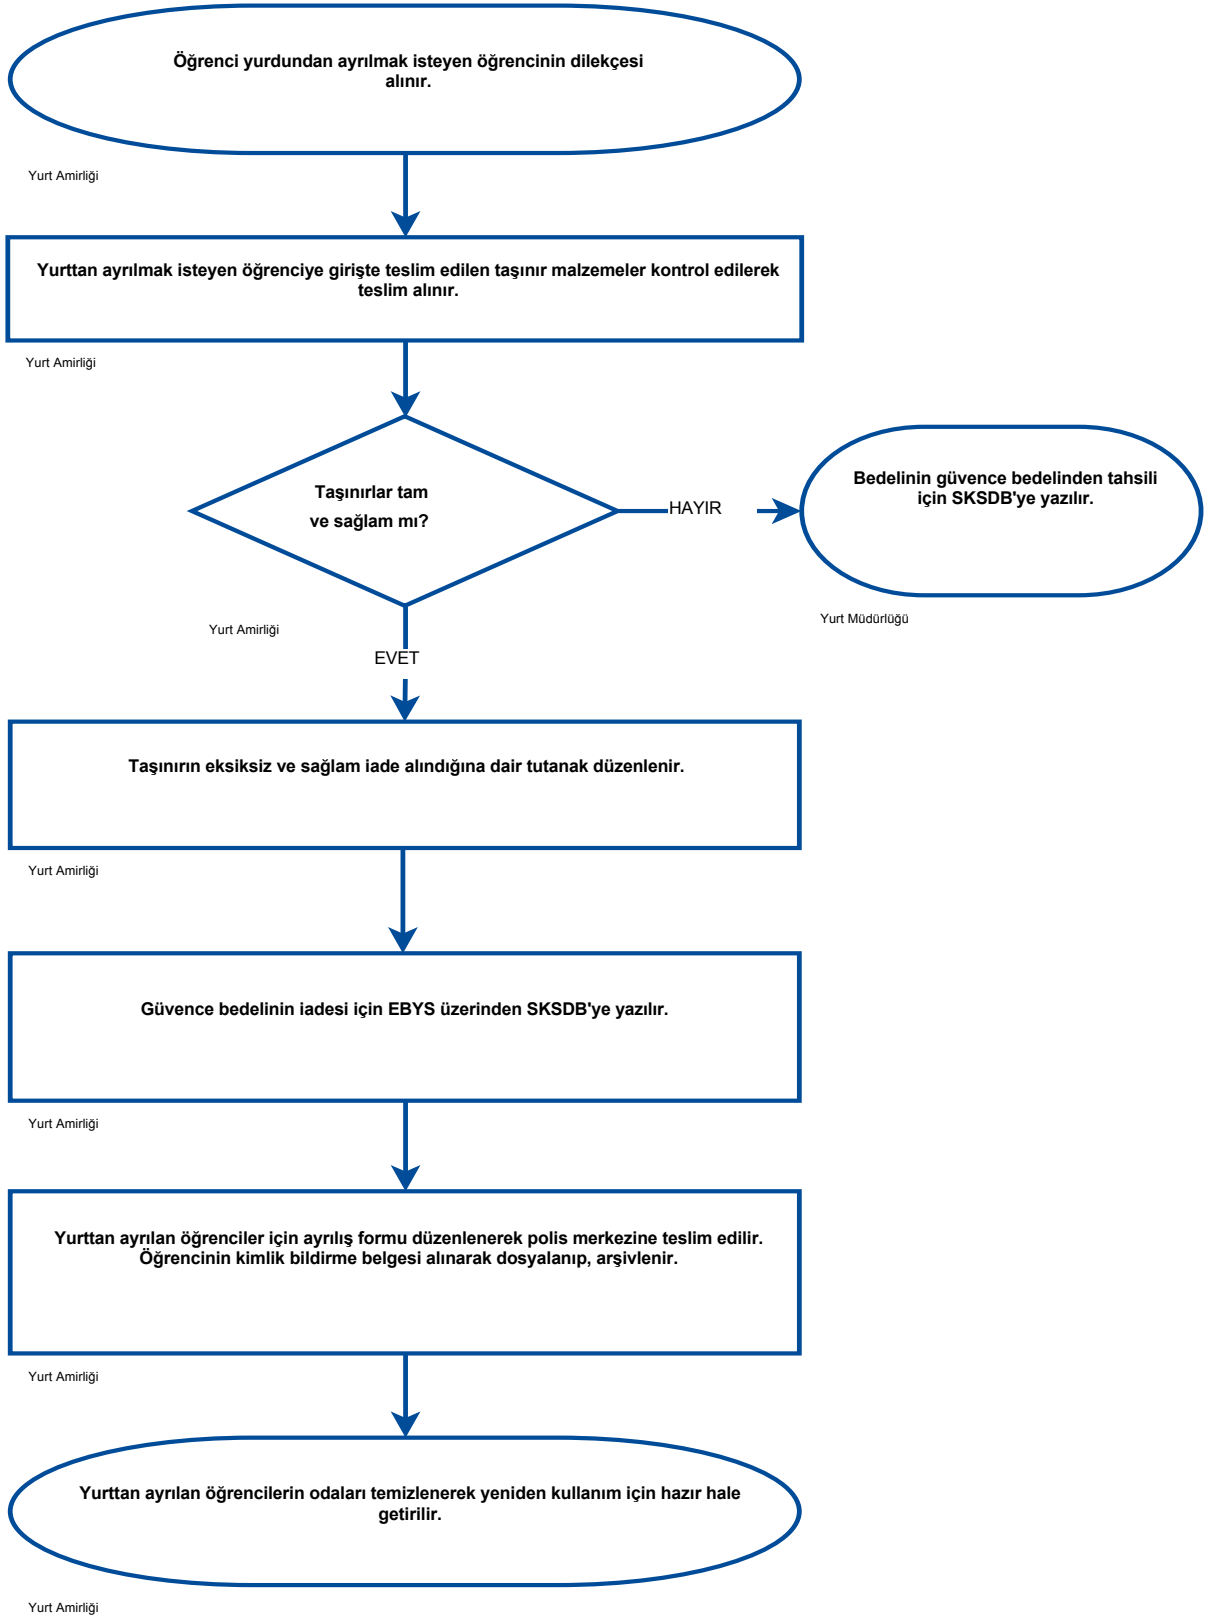 Öğrenci yurdundan ayrılmak isteyen öğrencinin dilekçesi
alınır.
Yurt Amirliği
Yurttan ayrılmak isteyen öğrenciye girişte teslim edilen taşınır malzemeler kontrol edilerek
teslim alınır.
Yurt Amirliği
Taşınırlar tam
ve sağlam mı?
HAYIR
Bedelinin güvence bedelinden tahsili
için SKSDB'ye yazılır.
Yurt Müdürlüğü
Yurt Amirliği
EVET
Taşınırın eksiksiz ve sağlam iade alındığına dair tutanak düzenlenir.
Yurt Amirliği
Güvence bedelinin iadesi için EBYS üzerinden SKSDB'ye yazılır.
Yurt Amirliği
Yurttan ayrılan öğrenciler için ayrılış formu düzenlenerek polis merkezine teslim edilir.
Öğrencinin kimlik bildirme belgesi alınarak dosyalanıp, arşivlenir.
Yurt Amirliği
Yurttan ayrılan öğrencilerin odaları temizlenerek yeniden kullanım için hazır hale
getirilir.
Yurt Amirliği